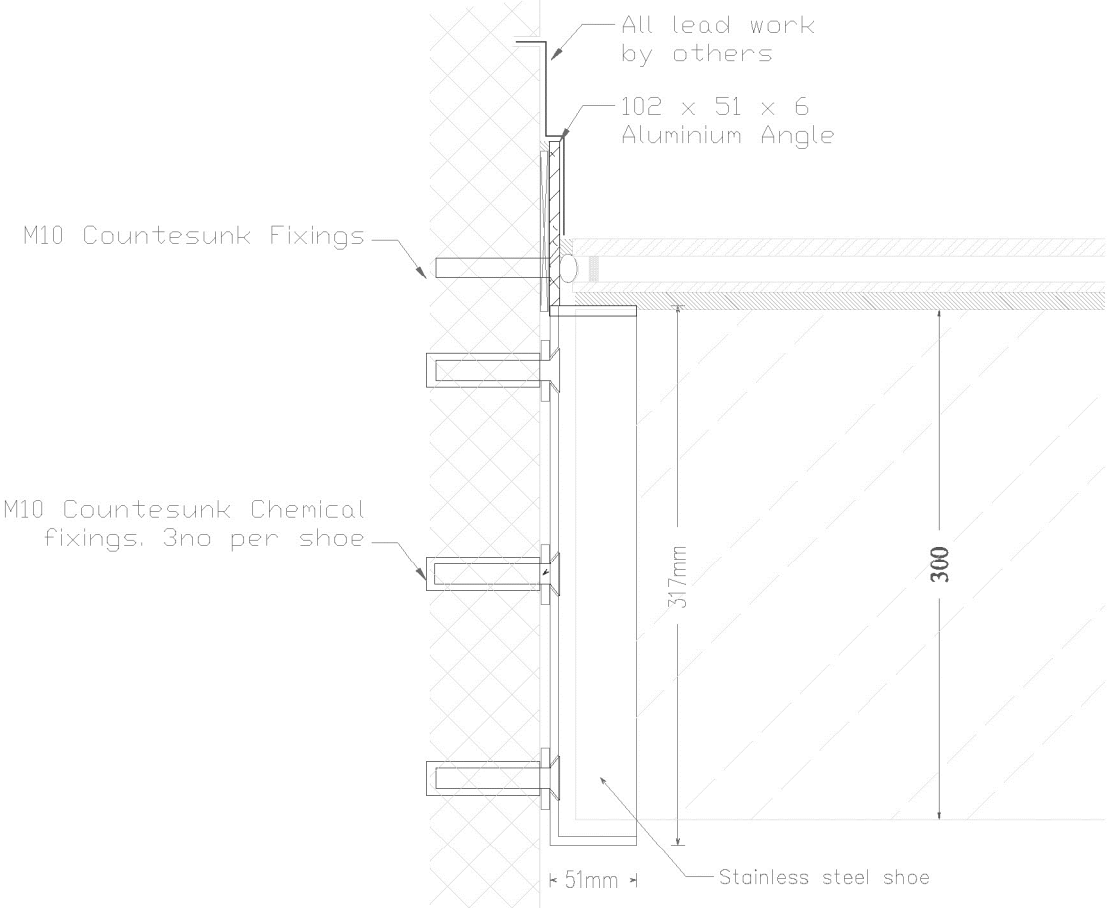 All lead work
by others
102 x 51 x 6
Aluminium Angle
M10 Countesunk Fixings
M10 Countesunk Chemical
fixings. 3no per shoe
317mm
300
51mm
Stainless steel shoe